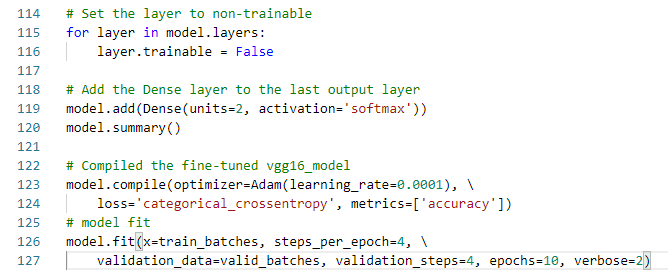 114 # Set the layer to non-trainable
115 for layer in model.layers:
116     layer.trainable = False
117
118 # Add the Dense layer to the last output layer
119 model.add(Dense(units=2, activation='softmax'))
120 model.summary()
121
122 # Compiled the fine-tuned vgg16_model
123 model.compile(optimizer=Adam(learning_rate=0.0001), \
124     loss='categorical_crossentropy', metrics=['accuracy'])
125 # model fit
126 model.fit(x=train_batches, steps_per_epoch=4, \
127     validation_data=valid_batches, validation_steps=4, epochs=10, verbose=2)